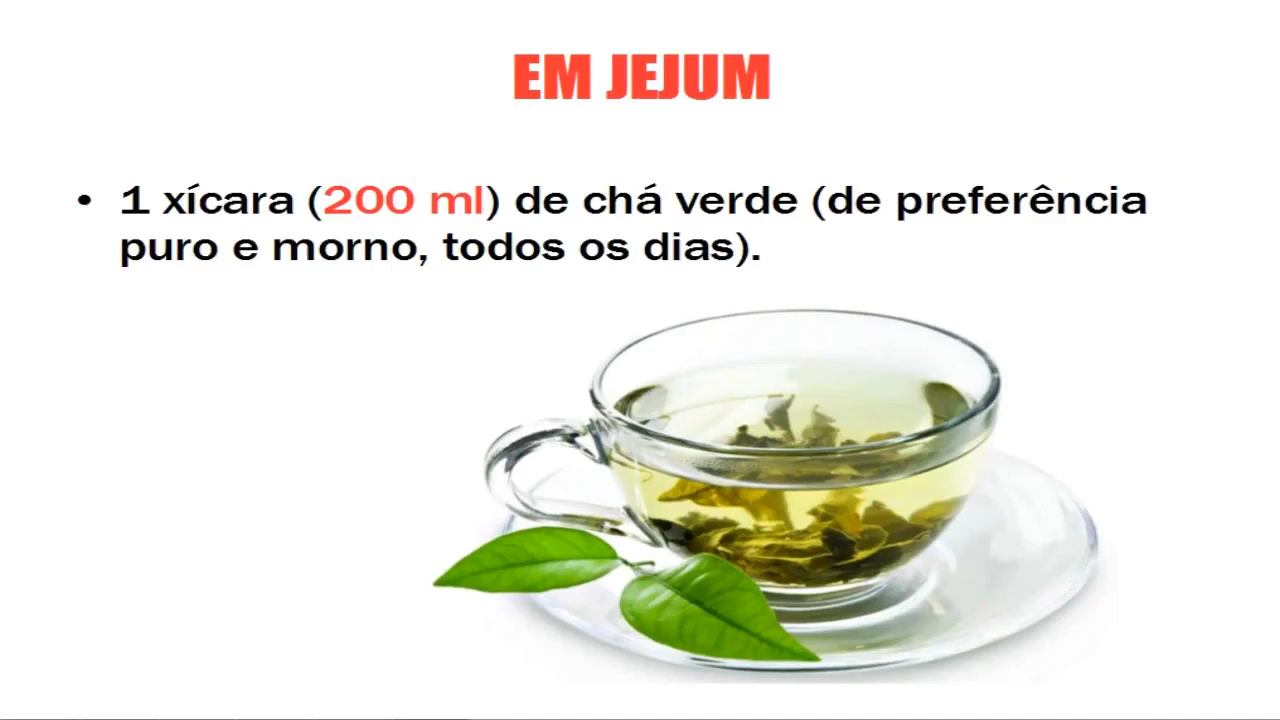 EM JEJUM
• 1 xícara (200 ml) de chá verde (de preferência
puro e morno, todos os dias).